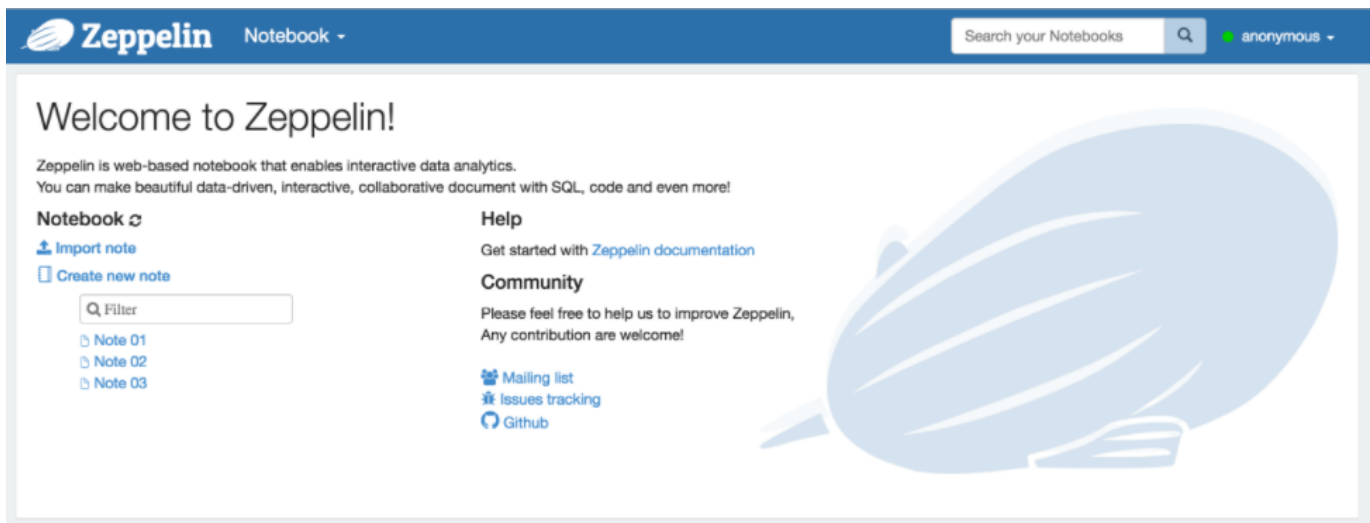 Zeppelin Notebook
Search your Notebooks
anonymous
Welcome to Zeppelin!
Zeppelin is web-based notebook that enables interactive data analytics.
You can make beautiful data-driven, interactive, collaborative document with SQL, code and even more!
Notebook
Import note
Create new note
Filter
Note 01
Note 02
Note 03
Help
Get started with Zeppelin documentation
Community
Please feel free to help us to improve Zeppelin,
Any contribution are welcome!
Mailing list
Issues tracking
Github